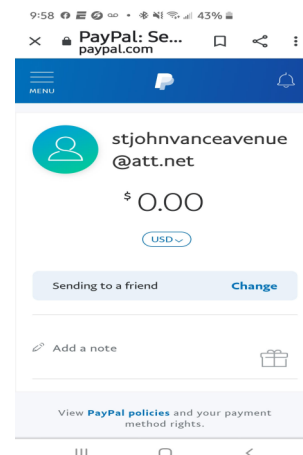 9:58 43%
PayPal: Se...
paypal.com
MENU
stjohnvanceavenue
@att.net
$ 0.00
USD
Sending to a friend Change
Add a note
View PayPal policies and your payment
method rights.